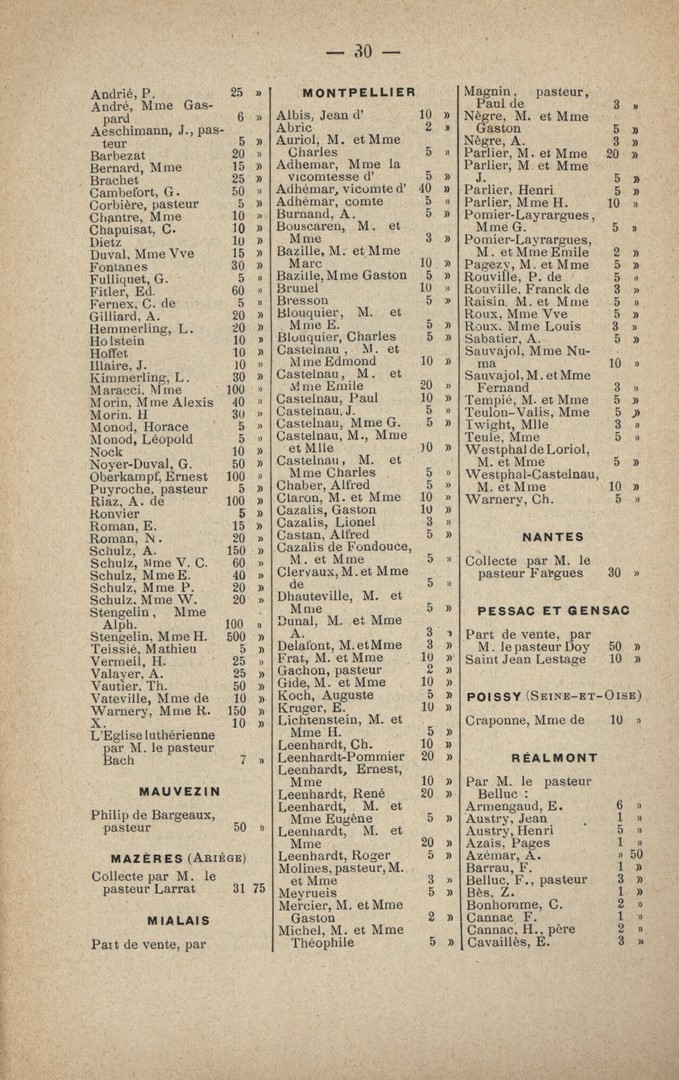 — 30 —
Andrié, P. 25 »
André, Mme Gas-
pard 6 »
Aeschimann, J., pas-
teur 5 »
Barbezat 20 »
Bernard, Mme 15 »
Brachet 25 »
Cambefort, G. 50 »
Corbière, pasteur 5 »
Chantre, Mme 10 »
Chapuisat, C. 10 »
Dietz 10 »
Duval, Mme Vve 15 »
Fontanes 30 »
Fulliquet, G. 5 »
Fitler, Ed. 60 »
Fernex, C. de 5 »
Gilliard, A. 20 »
Hemmerling, L. 20 »
Holstein 10 »
Hoffet 10 »
Illaire, J. 10 »
Kimmerling, L. 30 »
Maracci, Mme 100 »
Morin, Mme Alexis 40 »
Morin. H 30 »
Monod, Horace 5 »
Monod, Léopold 5 »
Nock 10 »
Noyer-Duval, G. 50 »
Oberkampf, Ernest 100 »
Puyroche, pasteur 5 »
Riaz, A. de 100 »
Ronvier 5 »
Roman, E. 15 »
Roman, N. 20 »
Schulz, A. 150 »
Schulz, Mme V. C. 60 »
Schulz, Mme E. 40 »
Schulz, Mme P. 20 »
Schulz, Mme W. 20 »
Stengelin, Mme
Alph. 100 »
Stengelin, Mme H. 500 »
Teissié, Mathieu 5 »
Vermeil, H. 25 »
Valayer, A. 25 »
Vautier. Th. 50 »
Vateville, Mme de 10 »
Warnery, Mme R. 150 »
X. 10 »
L'Eglise luthérienne
par M. le pasteur
Bach 7 »
MAUVEZIN
Philip de Bargeaux,
pasteur 50 »
MAZÈRES (ARIÈGE)
Collecte par M. le
pasteur Larrat 31 75
MIALAIS
Part de vente, par
MONTPELLIER
Albis, Jean d' 10 »
Abric 2 »
Auriol, M. et Mme
Charles 5 »
Adhemar, Mme la
vicomtesse d' 5 »
Adhémar, vicomte d' 40 »
Adhémar, comte 5 »
Burnand, A. 5 »
Bouscaren, M. et
Mme 3 »
Bazille, M. et Mme
Marc 10 »
Bazille, Mme Gaston 5 »
Brunel 10 »
Bresson 5 »
Blouquier, M. et
Mme E. 5 »
Blouquier, Charles 5 »
Castelnau, M. et
Mme Edmond 10 »
Castelnau, M. et
Mme Emile 20 »
Castelnau, Paul 10 »
Castelnau, J. 5 »
Castelnau, Mme G. 5 »
Castelnau, M., Mme
et Mlle 10 »
Castelnau, M. et
Mme Charles 5 »
Chaber, Alfred 5 »
Claron, M. et Mme 10 »
Cazalis, Gaston 10 »
Cazalis, Lionel 3 »
Castan, Alfred 5 »
Cazalis de Fondouce,
M. et Mme 5 »
Clervaux, M. et Mme
de 5 »
Dhauteville, M. et
Mme 5 »
Dunal, M. et Mme
A. 3 »
Delafont, M. et Mme 3 »
Frat, M. et Mme 10 »
Gachon, pasteur 2 »
Gide, M. et Mme 10 »
Koch, Auguste 5 »
Kruger, E. 10 »
Lichtenstein, M. et
Mme H. 5 »
Leenhardt, Ch. 10 »
Leenhardt-Pommier 20 »
Leenhardt, Ernest,
Mme 10 »
Leenhardt, René 20 »
Leenhardt, M. et
Mme Eugène 5 »
Leenhardt, M. et
Mme 20 »
Leenhardt, Roger 5 »
Molines, pasteur, M.
et Mme 3 »
Meyrueis 5 »
Mercier, M. et Mme
Gaston 2 »
Michel, M. et Mme
Théophile 5 »
Magnin, pasteur,
Paul de 3 »
Nègre, M. et Mme
Gaston 5 »
Nègre, A. 3 »
Parlier, M. et Mme 20 »
Parlier, M. et Mme
J. 5 »
Parlier, Henri 5 »
Parlier, Mme H. 10 »
Pomier-Layrargues,
Mme G. 5 »
Pomier-Layrargues,
M. et Mme Emile 2 »
Pagezy, M. et Mme 5 »
Rouville, P. de 5 »
Rouville, Franck de 3 »
Raisin, M. et Mme 5 »
Roux, Mme Vve 5 »
Roux. Mme Louis 3 »
Sabatier, A. 5 »
Sauvajol, Mme Nu-
ma 10 »
Sauvajol, M. et Mme
Fernand 3 »
Tempié, M. et Mme 5 »
Teulon-Valis, Mme 5 »
Twight, Mlle 3 »
Teule, Mme 5 »
Westphal de Loriol,
M. et Mme 5 »
Westphal-Castelnau,
M. et Mme 10 »
Warnery, Ch. 5 »
NANTES
Collecte par M. le
pasteur Fargues 30 »
PESSAC ET GENSAC
Part de vente, par
M. le pasteur Doy 50 »
Saint Jean Lestage 10 »
POISSY (SEINE-ET-OISE)
Craponne, Mme de 10 »
RÉALMONT
Par M. le pasteur
Belluc :
Armengaud, E. 6 »
Austry, Jean 1 »
Austry, Henri 5 »
Azais, Pages 1 »
Azémar, A. » 50
Barrau, F. 1 »
Belluc, F., pasteur 3 »
Bès, Z. 1 »
Bonhomme, C. 2 »
Cannac F. 1 »
Cannac, H., père 2 »
Cavaillès, E. 3 »